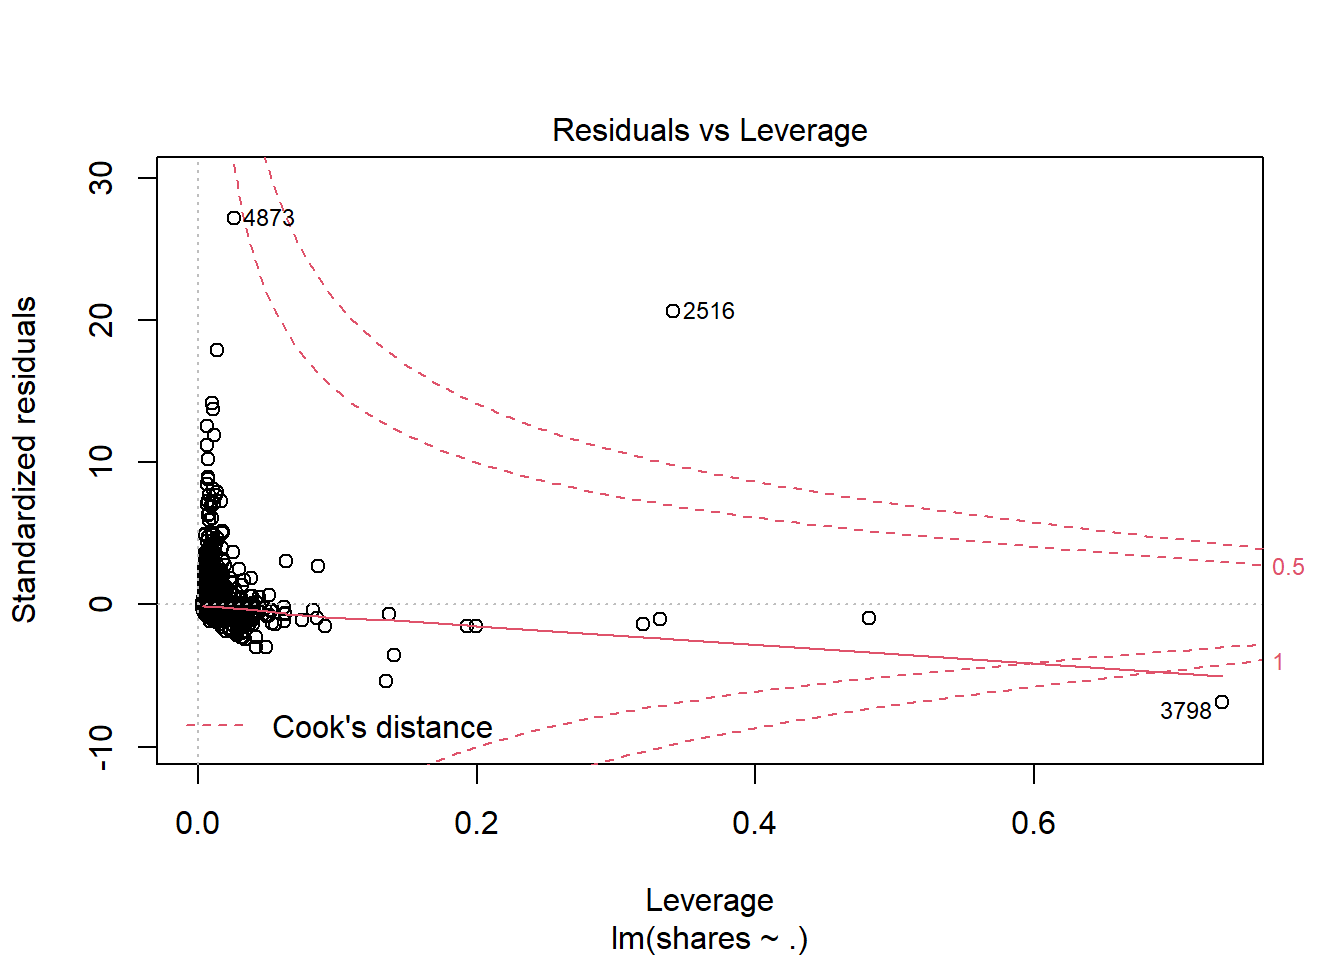 Residuals vs Leverage
Standardized residuals
30
20
10
0
-10
4873
2516
3798
0.5
1
Cook's distance
0.0 0.2 0.4 0.6
Leverage
lm(shares ~ .)